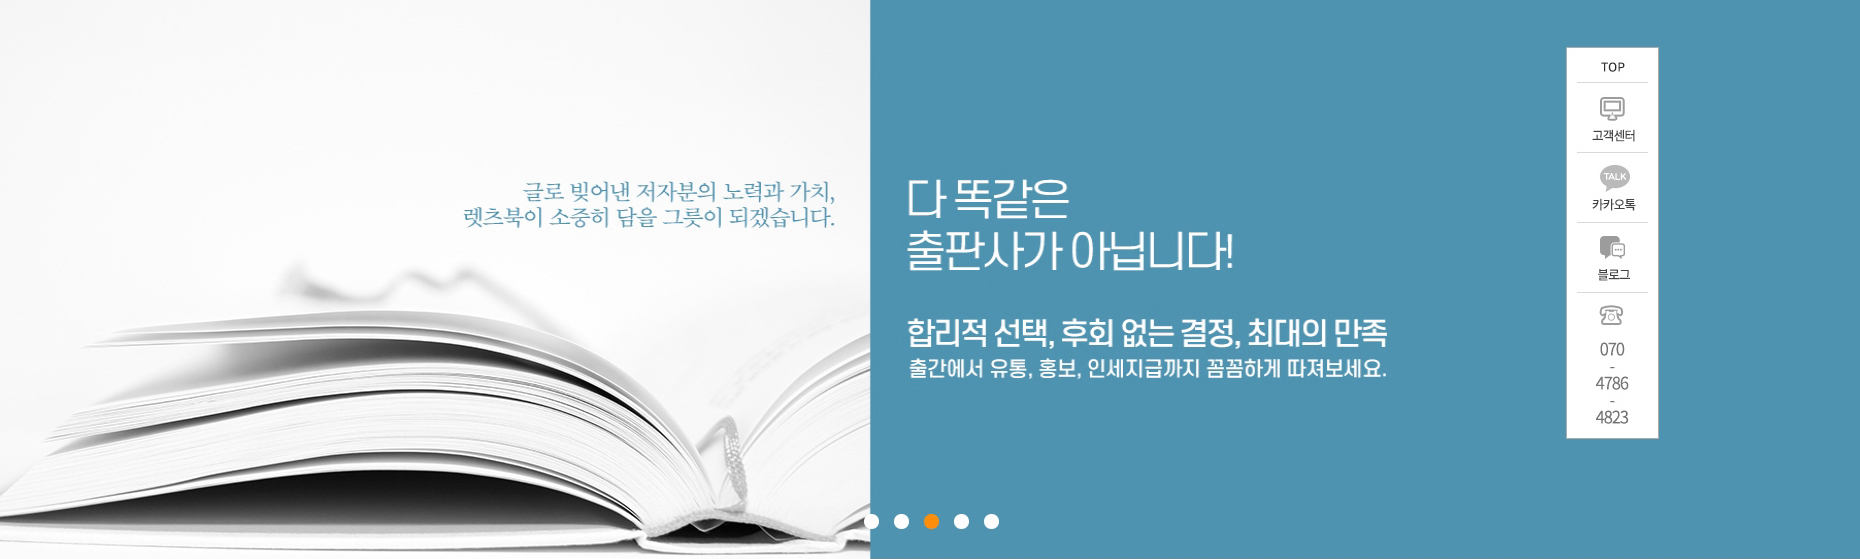 글로 빚어낸 저자분의 노력과 가치,
렛츠북이 소중히 담을 그릇이 되겠습니다.
다 똑같은
출판사가 아닙니다!
합리적 선택, 후회 없는 결정, 최대의 만족
출간에서 유통, 홍보, 인세지급까지 꼼꼼하게 따져보세요.
TOP
고객센터
TALK
카카오톡
블로그
070
-
4786
-
4823